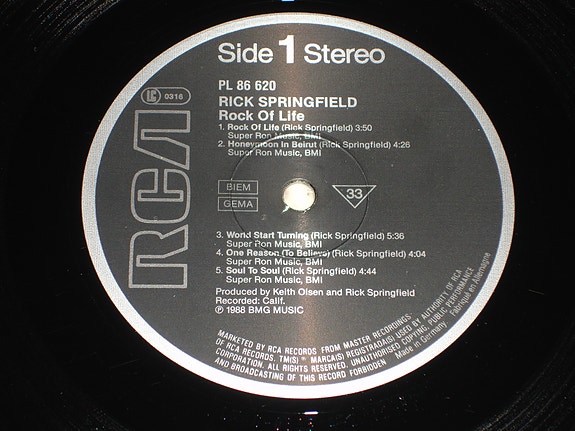 Side 1 Stereo
PL 86 620
LC 0316
RICK SPRINGFIELD
Rock Of Life
1. Rock Of Life (Rick Springfield) 3:50
Super Ron Music, BMI
2. Honeymoon In Beirut (Rick Springfield) 4:26
Super Ron Music, BMI
RCA
BIEM
GEMA
33
2
3. World Start Turning (Rick Springfield) 5:36
Super Ron Music, BMI
4. One Reason (To Believe) (Rick Springfield) 4:04
Super Ron Music, BMI
5. Soul To Soul (Rick Springfield) 4:44
Super Ron Music, BMI
Produced by Keith Olsen and Rick Springfield
Recorded: Calif.
℗ 1988 BMG MUSIC
MARKETED BY RCA RECORDS FROM MASTER RECORDINGS
OF RCA RECORDS. TM(S) ® MARCA(S) REGISTRADA(S) USED BY AUTHORITY OF RCA
CORPORATION. ALL RIGHTS RESERVED. UNAUTHORISED COPYING, PUBLIC PERFORMANCE
AND BROADCASTING OF THIS RECORD FORBIDDEN
Made in Germany Fabriqué en Allemagne